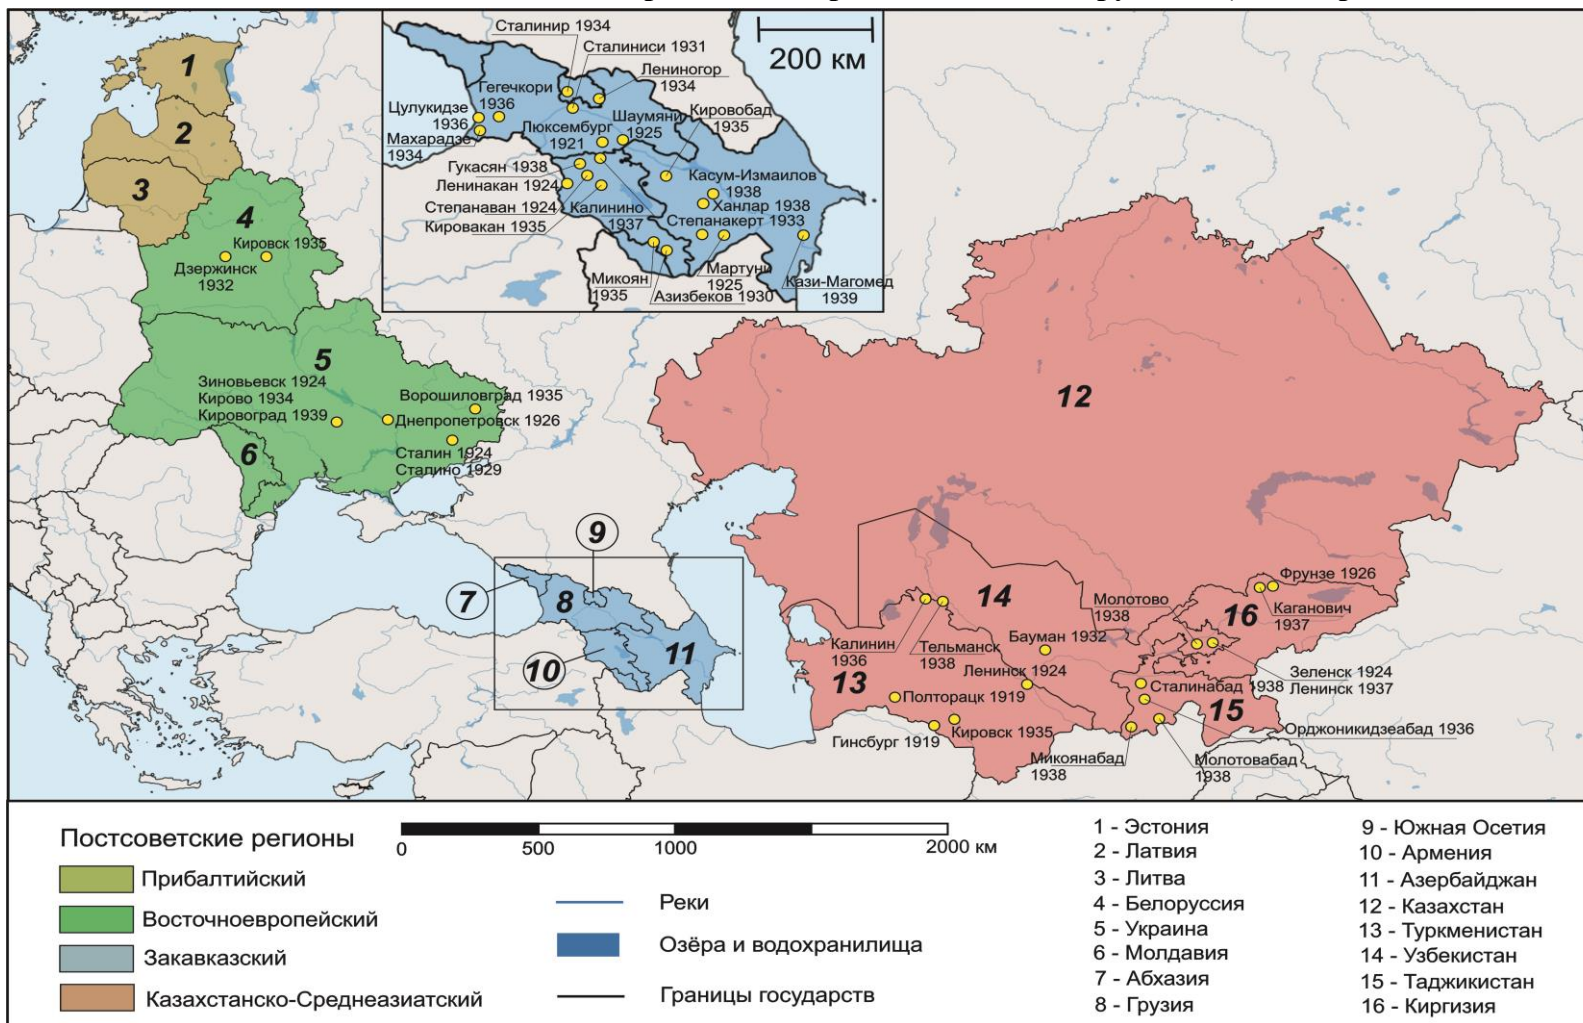 Сталинир 1934
Сталиниси 1931
Лениногор
1934
200 км
Гегечкори
1936
Цулукидзе
1936
Махарадзе
1934
Люксембург
1921
Шаумяни
1925
Кировобад
1935
Гукасян 1938
Ленинакан 1924
Степанаван 1924
Кировакан 1935
Калинино
1937
Касум-Измаилов
1938
Ханлар 1938
Степанакерт 1933
Микоян
1935
Азизбеков 1930
Мартуни
1925
Кази-Магомед
1939
1
2
3
4
Кировск 1935
Дзержинск
1932
5
Зиновьевск 1924
Кирово 1934
Кировоград 1939
Ворошиловград 1935
Днепропетровск 1926
Сталин 1924
Сталино 1929
6
7
8
9
10
11
12
13
14
15
16
Фрунзе 1926
Каганович
1937
Молотово
1938
Калинин
1936
Тельманск
1938
Бауман 1932
Ленинск 1924
Зеленск 1924
Ленинск 1937
Полторацк 1919
Сталинабад 1938
Гинсбург 1919
Кировск 1935
Орджоникидзеабад 1936
Микоянабад
1938
Молотовабад
1938
Постсоветские регионы
Прибалтийский
Восточноевропейский
Закавказский
Казахстанско-Среднеазиатский
0 500 1000 2000 км
Реки
Озёра и водохранилища
Границы государств
1 - Эстония
2 - Латвия
3 - Литва
4 - Белоруссия
5 - Украина
6 - Молдавия
7 - Абхазия
8 - Грузия
9 - Южная Осетия
10 - Армения
11 - Азербайджан
12 - Казахстан
13 - Туркменистан
14 - Узбекистан
15 - Таджикистан
16 - Киргизия